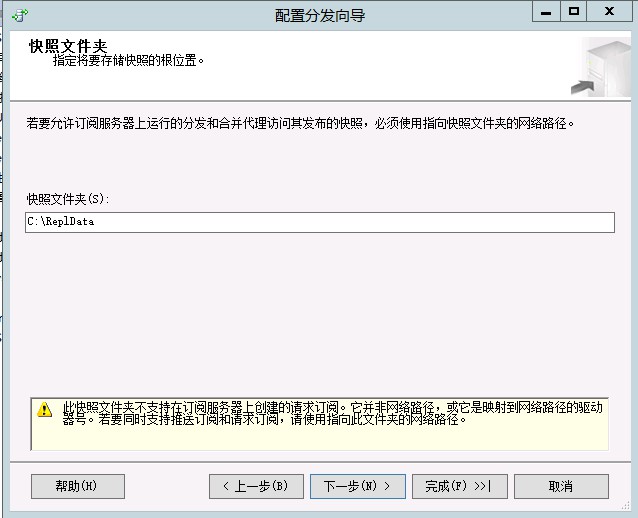 配置分发向导
快照文件夹
指定将要存储快照的根位置。
若要允许订阅服务器上运行的分发和合并代理访问其发布的快照，必须使用指向快照文件夹的网络路径。
快照文件夹(S):
C:\ReplData
此快照文件夹不支持在订阅服务器上创建的请求订阅。它并非网络路径，或它是映射到网络路径的驱动
器号。若要同时支持推送订阅和请求订阅，请使用指向此文件夹的网络路径。
帮助(H)
< 上一步(B)
下一步(N) >
完成(F) >>|
取消